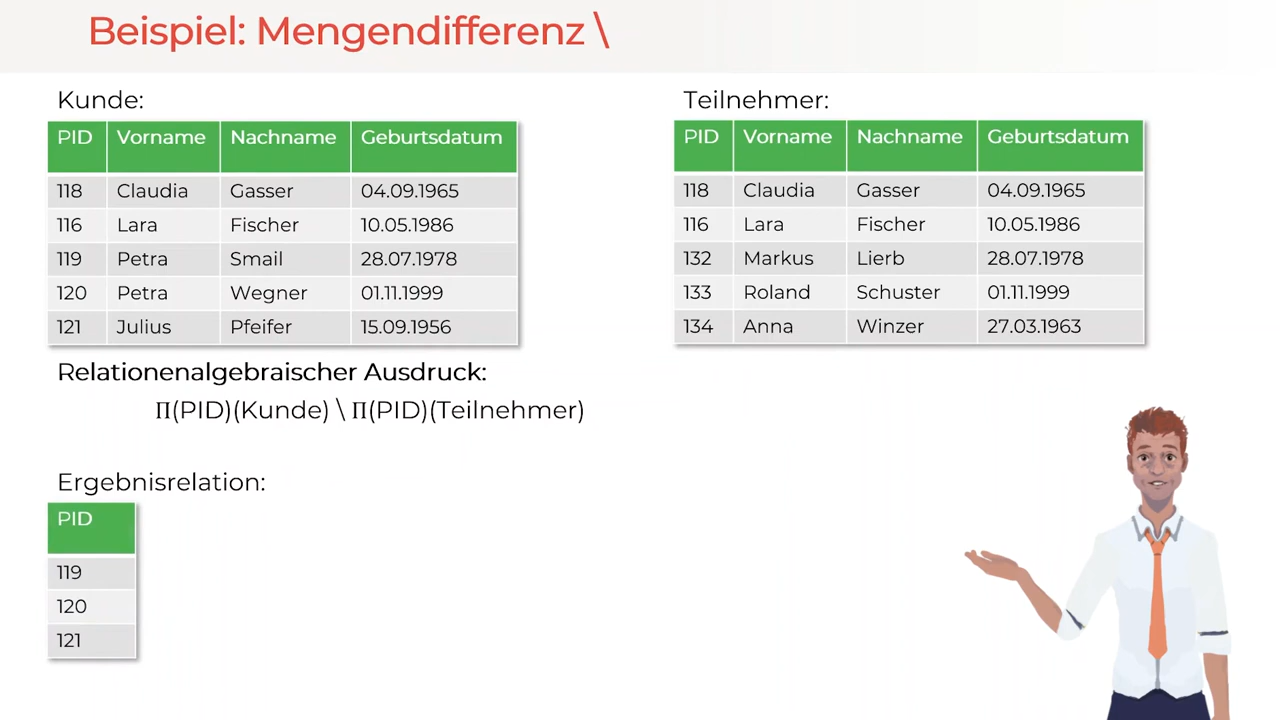 Beispiel: Mengendifferenz \
Kunde:
PID Vorname Nachname Geburtsdatum
118 Claudia Gasser 04.09.1965
116 Lara Fischer 10.05.1986
119 Petra Smail 28.07.1978
120 Petra Wegner 01.11.1999
121 Julius Pfeifer 15.09.1956
Teilnehmer:
PID Vorname Nachname Geburtsdatum
118 Claudia Gasser 04.09.1965
116 Lara Fischer 10.05.1986
132 Markus Lierb 28.07.1978
133 Roland Schuster 01.11.1999
134 Anna Winzer 27.03.1963
Relationenalgebraischer Ausdruck:
Π(PID)(Kunde) \ Π(PID)(Teilnehmer)
Ergebnisrelation:
PID
119
120
121